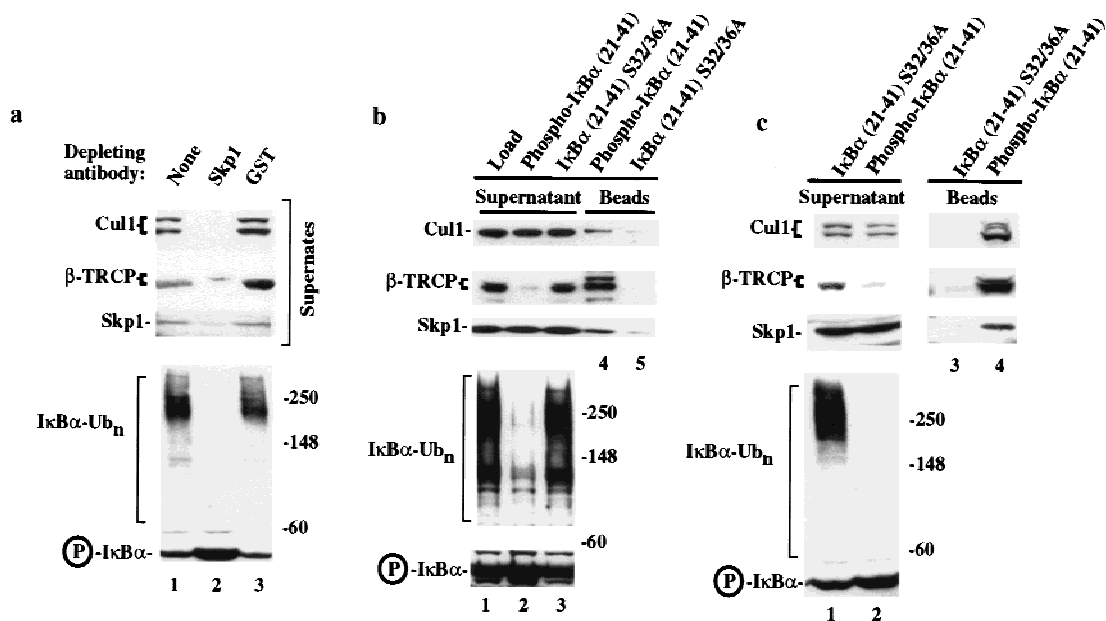 a
Depleting antibody:
None
Skp1
GST
Cul1-
β-TRCP-
Skp1-
Supernates
IκBα-Ubn
-250
-148
-60
P -IκBα-
1 2 3
b
Load
Phospho-IκBα (21-41)
IκBα (21-41) S32/36A
Phospho-IκBα (21-41)
IκBα (21-41) S32/36A
Supernatant Beads
Cul1-
β-TRCP-
Skp1-
4 5
IκBα-Ubn
-250
-148
-60
P -IκBα-
1 2 3
c
IκBα (21-41) S32/36A
Phospho-IκBα (21-41)
IκBα (21-41) S32/36A
Phospho-IκBα (21-41)
Supernatant Beads
Cul1-
β-TRCP-
Skp1-
3 4
IκBα-Ubn
-250
-148
-60
P -IκBα-
1 2